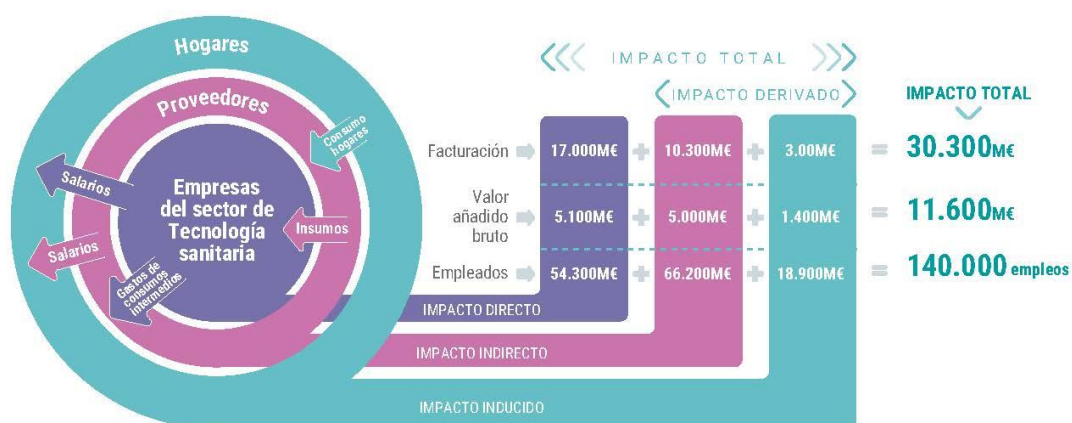 Hogares
Proveedores
Consumo
hogares
Salarios
Empresas
del sector de
Tecnología
sanitaria
Insumos
Salarios
Gastos de
consumos
intermedios
IMPACTO TOTAL
IMPACTO DERIVADO
IMPACTO TOTAL
Facturación 17.000M€ + 10.300M€ + 3.00M€ = 30.300M€
Valor
añadido
bruto
5.100M€ + 5.000M€ + 1.400M€ = 11.600M€
Empleados 54.300M€ + 66.200M€ + 18.900M€ = 140.000 empleos
IMPACTO DIRECTO
IMPACTO INDIRECTO
IMPACTO INDUCIDO